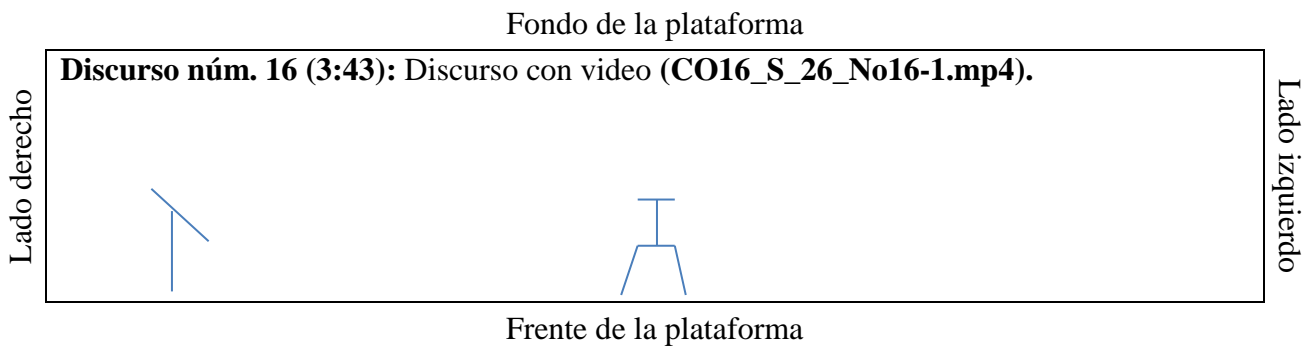 Fondo de la plataforma
Discurso núm. 16 (3:43): Discurso con video (CO16_S_26_No16-1.mp4).
Lado derecho
Lado izquierdo
Frente de la plataforma